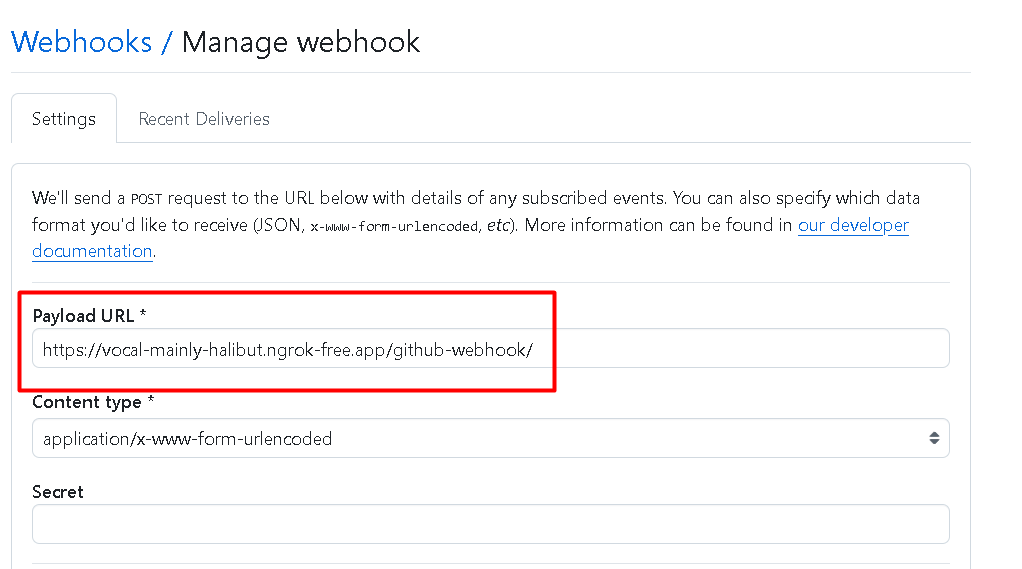 Webhooks / Manage webhook
Settings
Recent Deliveries
We'll send a POST request to the URL below with details of any subscribed events. You can also specify which data
format you'd like to receive (JSON, x-www-form-urlencoded, etc). More information can be found in our developer
documentation.
Payload URL *
https://vocal-mainly-halibut.ngrok-free.app/github-webhook/
Content type *
application/x-www-form-urlencoded
Secret